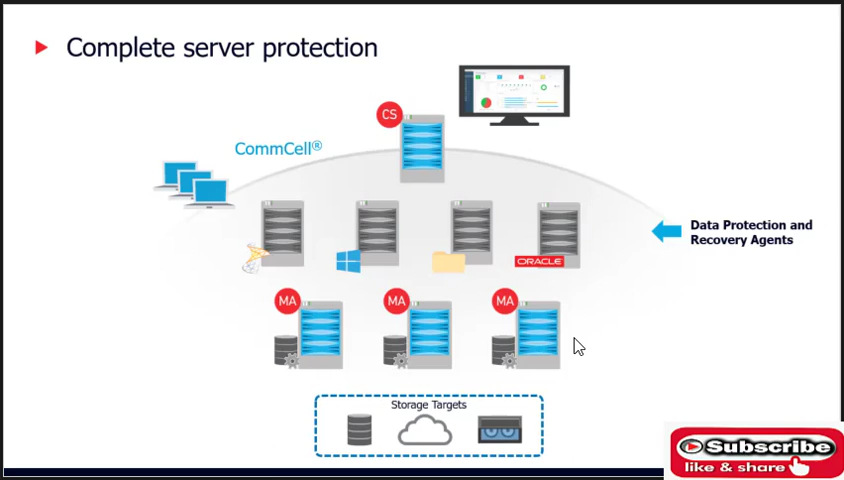 Complete server protection
CS
CommCell®
Data Protection and
Recovery Agents
ORACLE
MA
MA
MA
Storage Targets
Subscribe
like & share